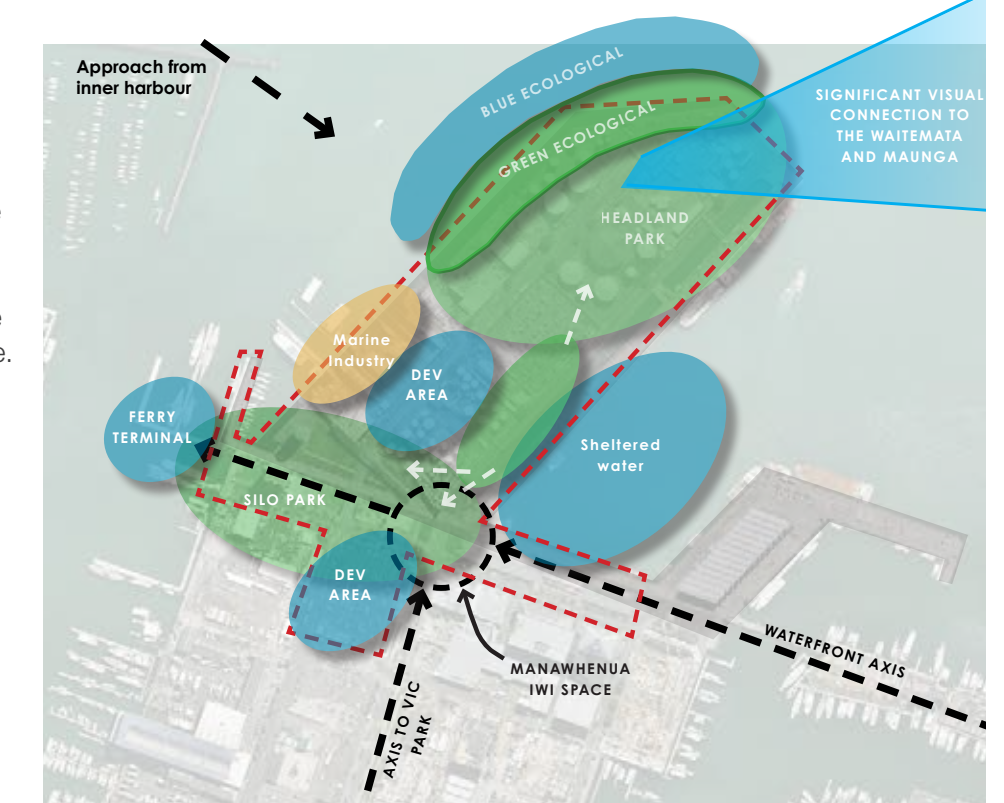 Approach from
inner harbour
BLUE ECOLOGICAL
GREEN ECOLOGICAL
SIGNIFICANT VISUAL
CONNECTION TO
THE WAITEMATA
AND MAUNGA
HEADLAND
PARK
e.
Marine
Industry
DEV
AREA
FERRY
TERMINAL
Sheltered
water
SILO PARK
DEV
AREA
MANAWHENUA
IWI SPACE
WATERFRONT AXIS
AXIS TO VIC
PARK